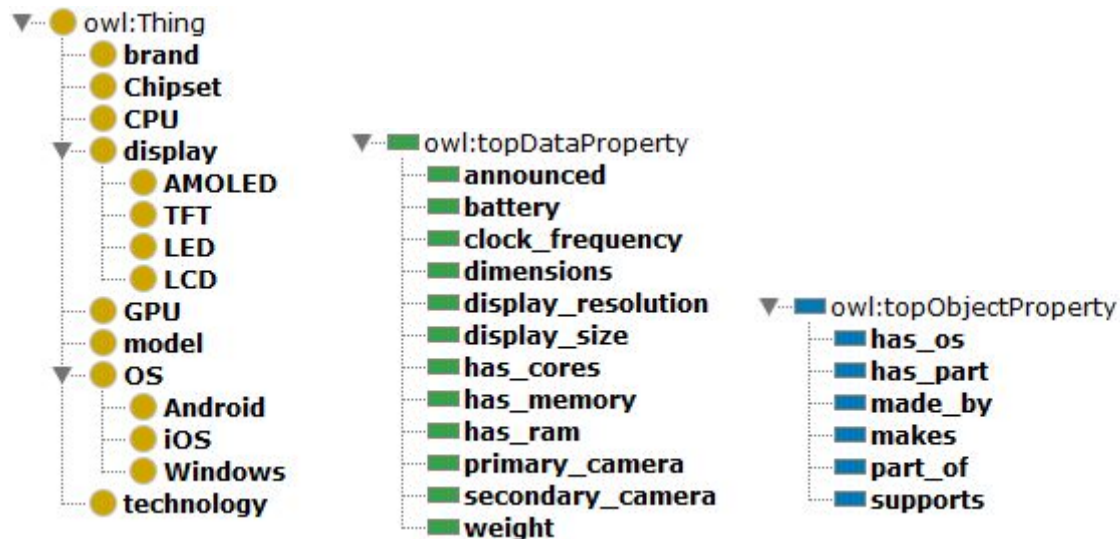 owl:Thing
brand
Chipset
CPU
display
AMOLED
TFT
LED
LCD
GPU
model
OS
Android
iOS
Windows
technology
owl:topDataProperty
announced
battery
clock_frequency
dimensions
display_resolution
display_size
has_cores
has_memory
has_ram
primary_camera
secondary_camera
weight
owl:topObjectProperty
has_os
has_part
made_by
makes
part_of
supports